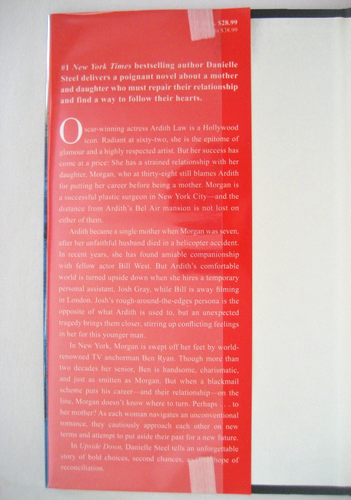 $28.99
$38.99
#1 New York Times bestselling author Danielle
Steel delivers a poignant novel about a mother
and daughter who must repair their relationship
and find a way to follow their hearts.
Oscar-winning actress Ardith Law is a Hollywood
icon. Radiant at sixty-two, she is the epitome of
glamour and a highly respected artist. But her success has
come at a price: She has a strained relationship with her
daughter, Morgan, who at thirty-eight still blames Ardith
for putting her career before being a mother. Morgan is
a successful plastic surgeon in New York City—and the
distance from Ardith's Bel Air mansion is not lost on
either of them.
Ardith became a single mother when Morgan was seven,
after her unfaithful husband died in a helicopter accident.
In recent years, she has found amiable companionship
with fellow actor Bill West. But Ardith's comfortable
world is turned upside down when she hires a temporary
personal assistant, Josh Gray, while Bill is away filming
in London. Josh's rough-around-the-edges persona is the
opposite of what Ardith is used to, but an unexpected
tragedy brings them closer, stirring up conflicting feelings
in her for this younger man.
In New York, Morgan is swept off her feet by world-
renowned TV anchorman Ben Ryan. Though more than
two decades her senior, Ben is handsome, charismatic,
and just as smitten as Morgan. But when a blackmail
scheme puts his career—and their relationship—on the
line, Morgan doesn't know where to turn. Perhaps . . . to
her mother? As each woman navigates an unconventional
romance, they cautiously approach each other on new
terms and attempt to put aside their past for a new future.
In Upside Down, Danielle Steel tells an unforgettable
story of bold choices, second chances, and the hope of
reconciliation.